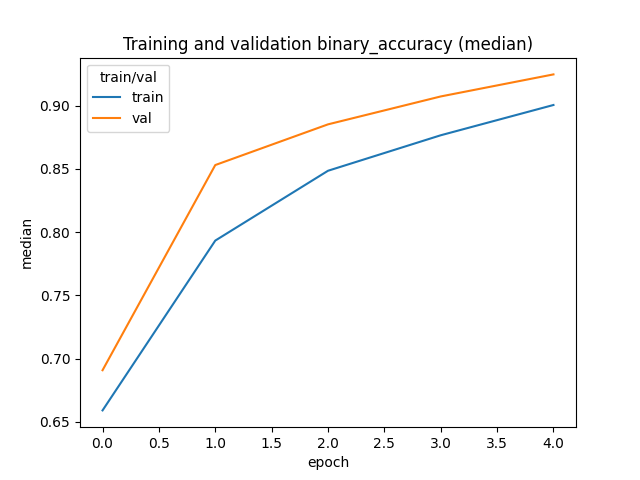 Training and validation binary_accuracy (median)
train/val
train
val
0.90
0.85
0.80
0.75
0.70
0.65
median
0.0 0.5 1.0 1.5 2.0 2.5 3.0 3.5 4.0
epoch